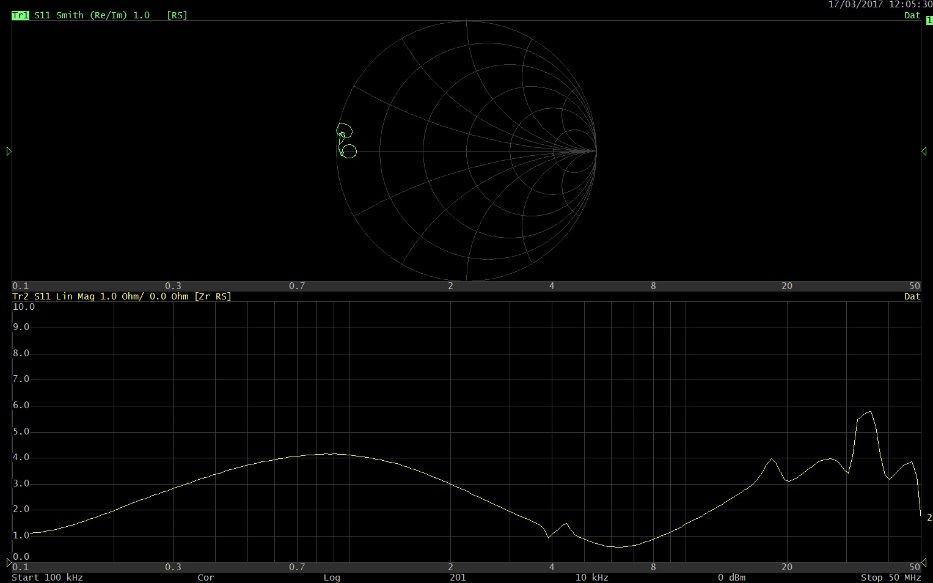 17/03/2017 12:05:30
Tr1 S11 Smith (Re/Im) 1.0 [RS] Dat
1
0.1 0.3 0.7 2 4 8 20 50
Tr2 S11 Lin Mag 1.0 Ohm/ 0.0 Ohm [Zr RS] Dat
10.0
9.0
8.0
7.0
6.0
5.0
4.0
3.0
2.0
2
1.0
0.0
0.1 0.3 0.7 2 4 8 20 50
Start 100 kHz Cor Log 201 10 kHz 0 dBm Stop 50 MHz